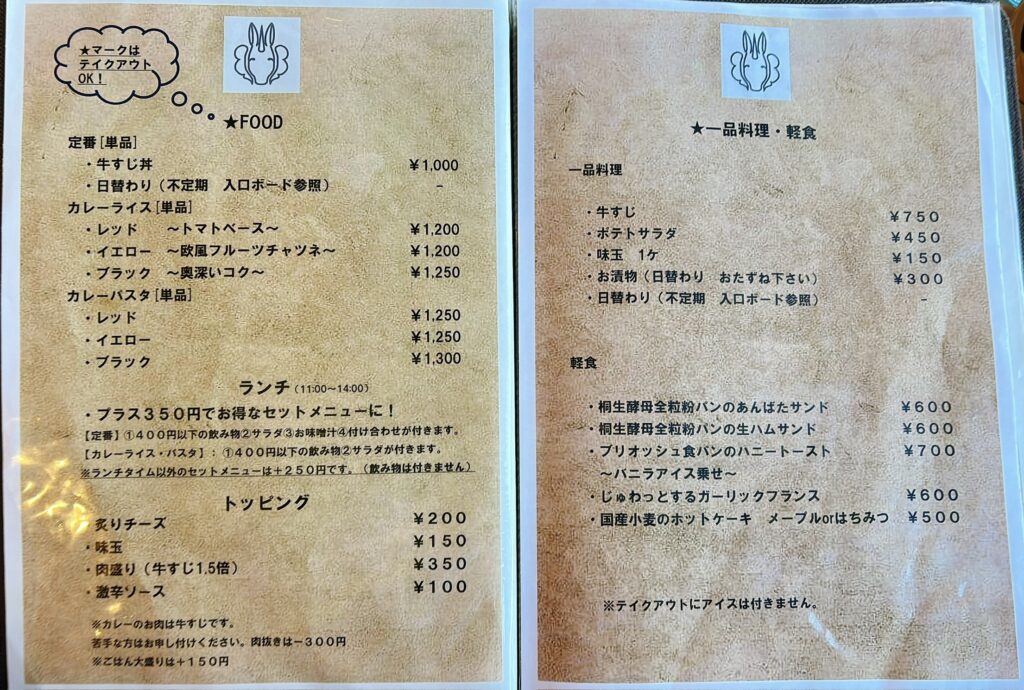 ★マークは
テイクアウト
OK！
★FOOD
定番[単品]
・牛すじ丼 ￥1,000
・日替わり（不定期　入口ボード参照） －
カレーライス[単品]
・レッド　～トマトベース～ ￥1,200
・イエロー　～欧風フルーツチャツネ～ ￥1,200
・ブラック　～奥深いコク～ ￥1,250
カレーパスタ[単品]
・レッド ￥1,250
・イエロー ￥1,250
・ブラック ￥1,300
ランチ（11:00～14:00）
・プラス３５０円でお得なセットメニューに！
【定番】①４００円以下の飲み物②サラダ③お味噌汁④付け合わせが付きます。
【カレーライス・パスタ】：①４００円以下の飲み物②サラダが付きます。
※ランチタイム以外のセットメニューは＋２５０円です。（飲み物は付きません）
トッピング
・炙りチーズ ￥２００
・味玉 ￥１５０
・肉盛り（牛すじ1.5倍） ￥３５０
・激辛ソース ￥１００
※カレーのお肉は牛すじです。
苦手な方はお申し付けください。肉抜きは－３００円
※ごはん大盛りは＋１５０円
★一品料理・軽食
一品料理
・牛すじ ￥７５０
・ポテトサラダ ￥４５０
・味玉　1ケ ￥１５０
・お漬物（日替わり　おたずね下さい） ￥３００
・日替わり（不定期　入口ボード参照） －
軽食
・桐生酵母全粒粉パンのあんばたサンド ￥６００
・桐生酵母全粒粉パンの生ハムサンド ￥６００
・ブリオッシュ食パンのハニートースト ￥７００
～バニラアイス乗せ～
・じゅわっとするガーリックフランス ￥６００
・国産小麦のホットケーキ　メープルorはちみつ ￥５００
※テイクアウトにアイスは付きません。